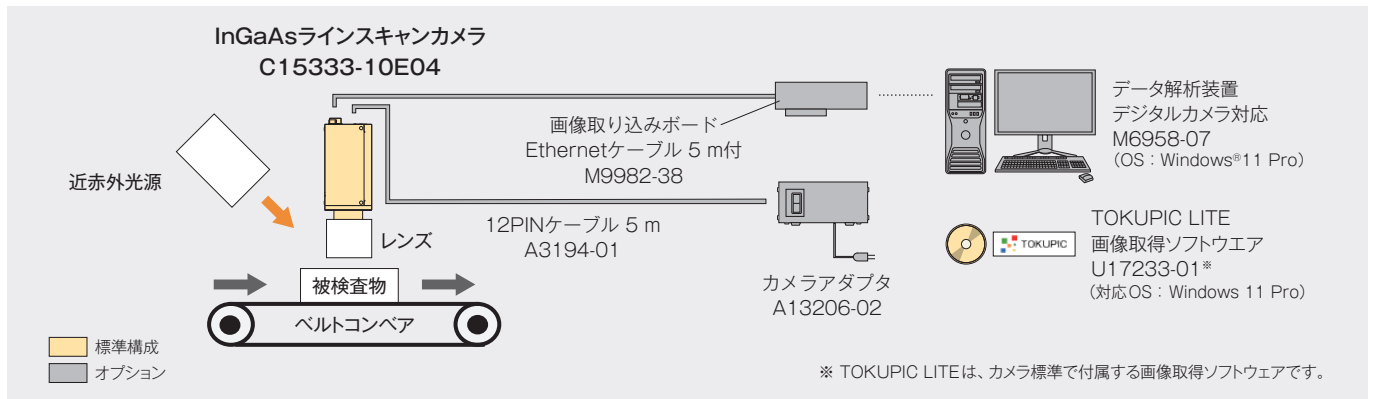 InGaAsラインスキャンカメラ
C15333-10E04
近赤外光源
レンズ
被検査物
ベルトコンベア
画像取り込みボード
Ethernetケーブル 5 m付
M9982-38
12PINケーブル 5 m
A3194-01
カメラアダプタ
A13206-02
データ解析装置
デジタルカメラ対応
M6958-07
(OS：Windows®11 Pro)
TOKUPIC
TOKUPIC LITE
画像取得ソフトウエア
U17233-01※
(対応OS：Windows 11 Pro)
標準構成
オプション
※ TOKUPIC LITEは、カメラ標準で付属する画像取得ソフトウェアです。